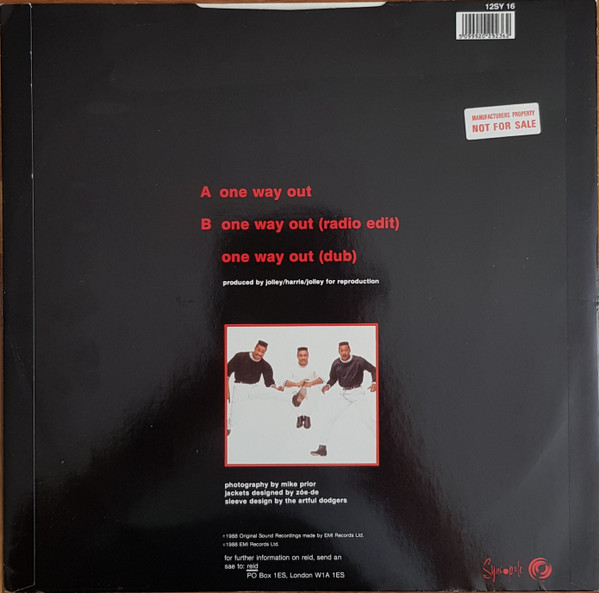 12SY 16
MANUFACTURERS PROPERTY
NOT FOR SALE
A one way out
B one way out (radio edit)
one way out (dub)
produced by jolley/harris/jolley for reproduction
photography by mike prior
jackets designed by zöe-de
sleeve design by the artful dodgers
℗1988 Original Sound Recordings made by EMI Records Ltd.
©1988 EMI Records Ltd.
for further information on reid, send an
sae to: reid
PO Box 1ES, London W1A 1ES